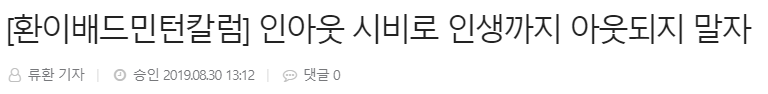 [환이배드민턴칼럼] 인아웃 시비로 인생까지 아웃되지 말자
류환 기자 | 승인 2019.08.30 13:12 | 댓글 0